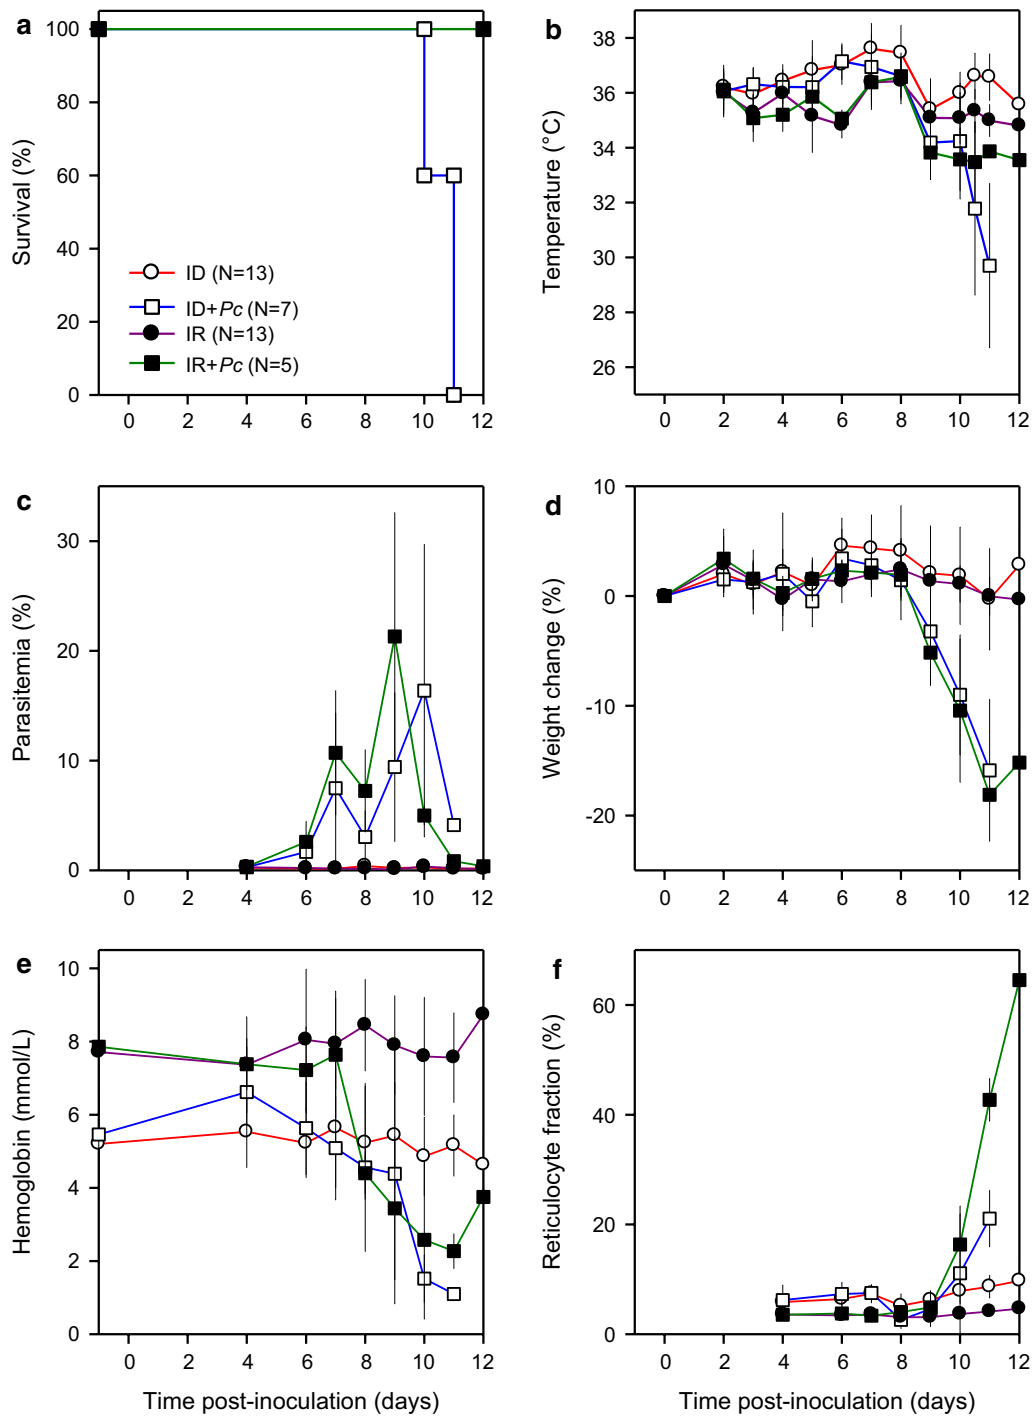 a
Survival (%)
100
80
60
40
20
0
0 2 4 6 8 10 12
ID (N=13)
ID+Pc (N=7)
IR (N=13)
IR+Pc (N=5)
b
Temperature (°C)
38
36
34
32
30
28
26
0 2 4 6 8 10 12
c
Parasitemia (%)
30
20
10
0
0 2 4 6 8 10 12
d
Weight change (%)
10
0
-10
-20
0 2 4 6 8 10 12
e
Hemoglobin (mmol/L)
10
8
6
4
2
0
0 2 4 6 8 10 12
Time post-inoculation (days)
f
Reticulocyte fraction (%)
60
40
20
0
0 2 4 6 8 10 12
Time post-inoculation (days)